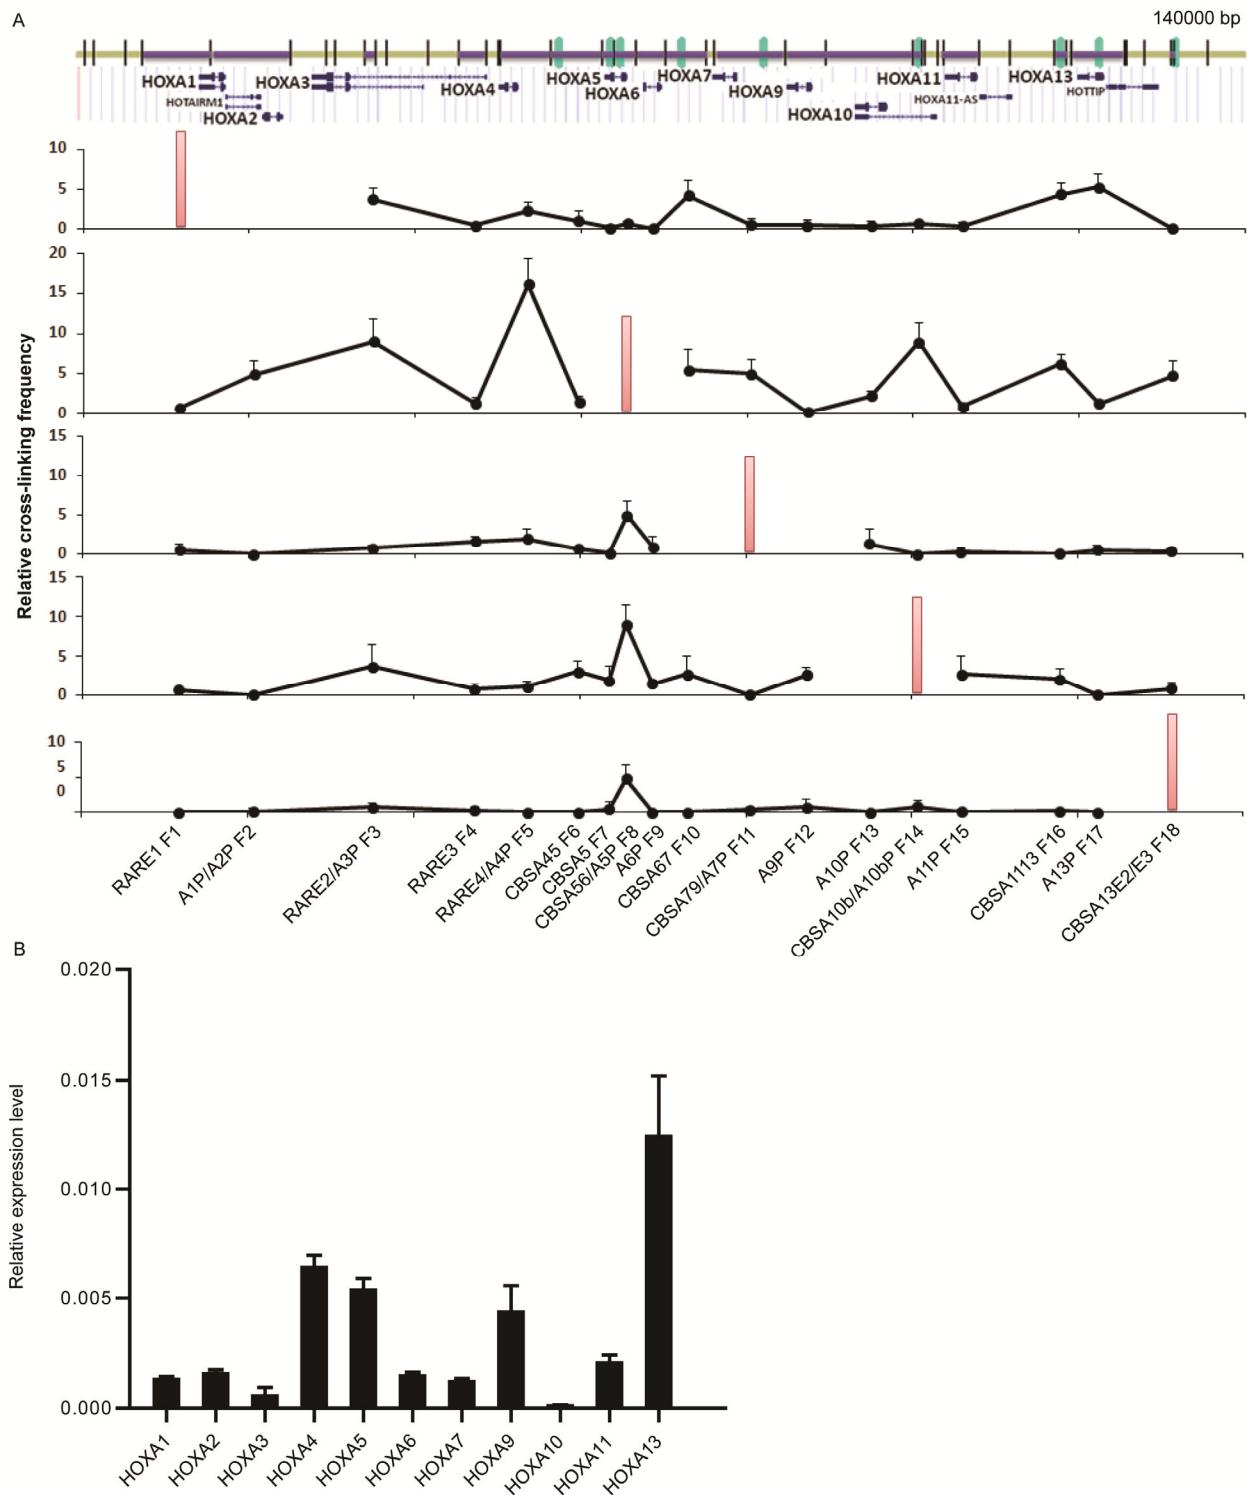 A
140000 bp
HOXA1
HOXA3
HOXA4
HOXA5
HOXA6
HOXA7
HOXA9
HOXA11
HOXA13
HOTAIRM1
HOXA2
HOXA10
HOXA11-AS
HOTTIP
Relative cross-linking frequency
10
5
0
20
15
10
5
0
15
10
5
0
15
10
5
0
10
5
0
RARE1 F1
A1P/A2P F2
RARE2/A3P F3
RARE3 F4
RARE4/A4P F5
CBSA45 F6
CBSA5 F7
CBSA56/A5P F8
A6P F9
CBSA67 F10
CBSA79/A7P F11
A9P F12
A10P F13
CBSA10b/A10bP F14
A11P F15
CBSA1113 F16
A13P F17
CBSA13E2/E3 F18
B
Relative expression level
0.020
0.015
0.010
0.005
0.000
HOXA1
HOXA2
HOXA3
HOXA4
HOXA5
HOXA6
HOXA7
HOXA9
HOXA10
HOXA11
HOXA13